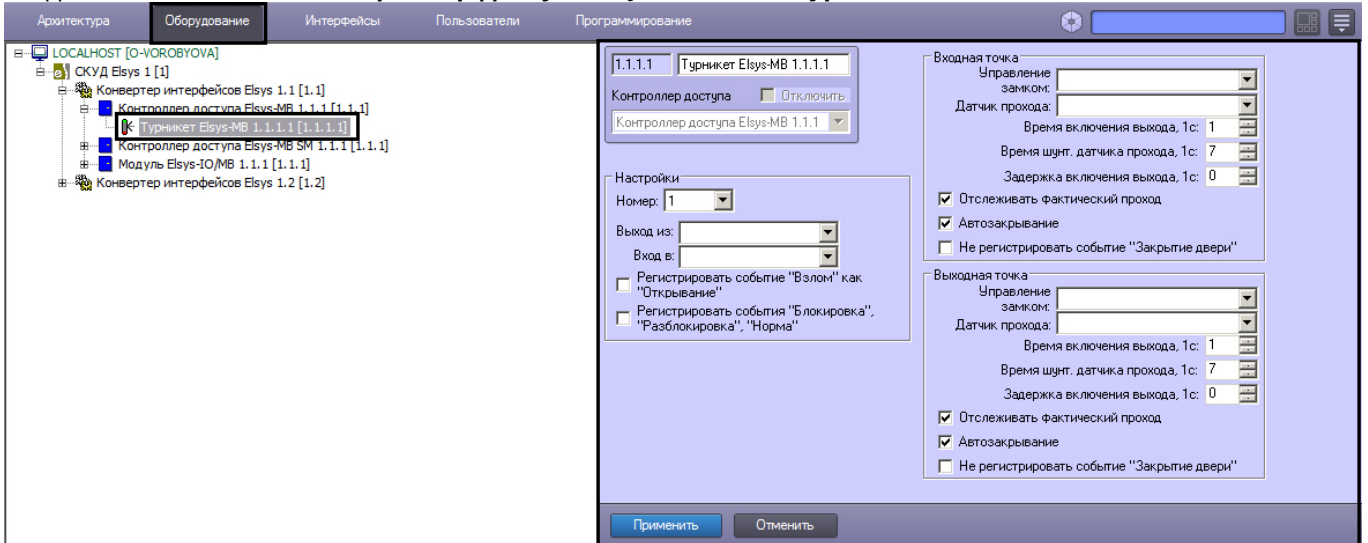 Архитектура Оборудование Интерфейсы Пользователи Программирование
LOCALHOST [O-VOROBYOVA]
СКУД Elsys 1 [1]
Конвертер интерфейсов Elsys 1.1 [1.1]
Контроллер доступа Elsys-MB 1.1.1 [1.1.1]
Турникет Elsys-MB 1.1.1.1 [1.1.1.1]
Контроллер доступа Elsys-MB SM 1.1.1 [1.1.1]
Модуль Elsys-IO/MB 1.1.1 [1.1.1]
Конвертер интерфейсов Elsys 1.2 [1.2]
1.1.1.1 Турникет Elsys-MB 1.1.1.1
Контроллер доступа Отключить
Контроллер доступа Elsys-MB 1.1.1
Настройки
Номер: 1
Выход из:
Вход в:
Регистрировать событие "Взлом" как
"Открывание"
Регистрировать события "Блокировка",
"Разблокировка", "Норма"
Входная точка
Управление
замком:
Датчик прохода:
Время включения выхода, 1с: 1
Время шунт. датчика прохода, 1с: 7
Задержка включения выхода, 1с: 0
Отслеживать фактический проход
Автозакрывание
Не регистрировать событие "Закрытие двери"
Выходная точка
Управление
замком:
Датчик прохода:
Время включения выхода, 1с: 1
Время шунт. датчика прохода, 1с: 7
Задержка включения выхода, 1с: 0
Отслеживать фактический проход
Автозакрывание
Не регистрировать событие "Закрытие двери"
Применить Отменить